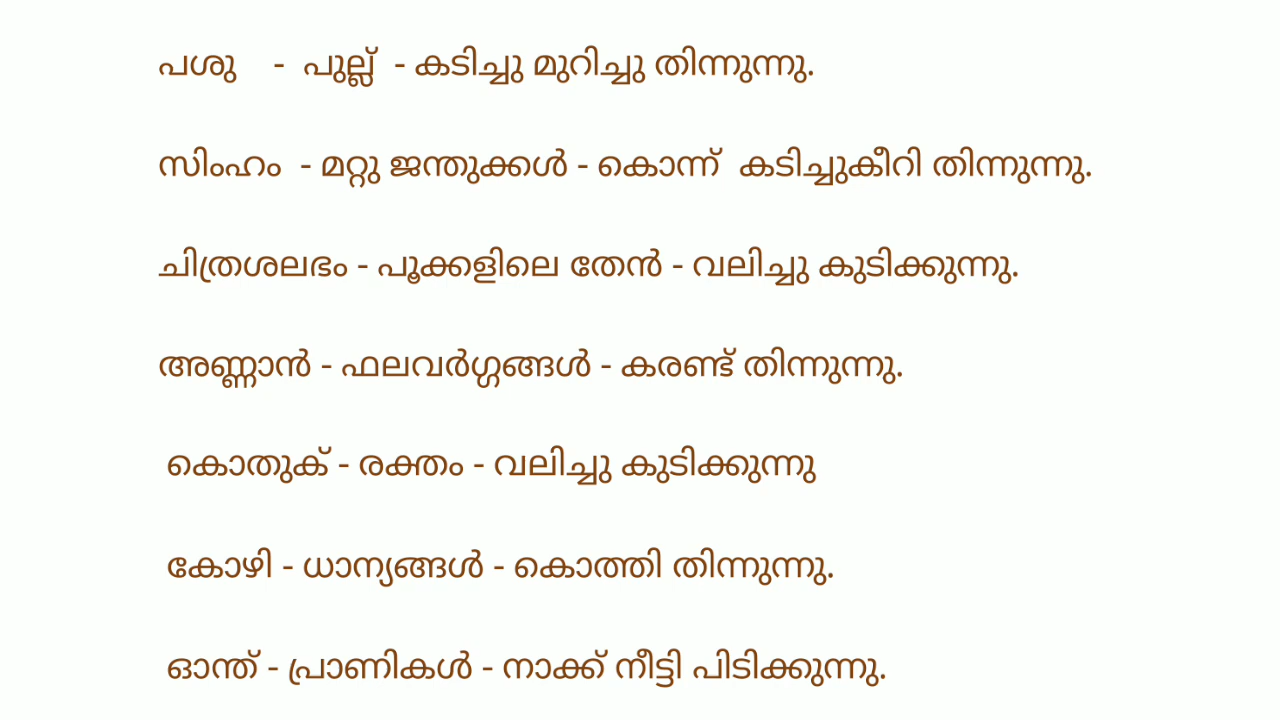 പശു - പുല്ല് - കടിച്ചു മുറിച്ചു തിന്നുന്നു.
സിംഹം - മറ്റു ജന്തുക്കൾ - കൊന്ന് കടിച്ചുകീറി തിന്നുന്നു.
ചിത്രശലഭം - പൂക്കളിലെ തേൻ - വലിച്ചു കുടിക്കുന്നു.
അണ്ണാൻ - ഫലവർഗ്ഗങ്ങൾ - കരണ്ട് തിന്നുന്നു.
കൊതുക് - രക്തം - വലിച്ചു കുടിക്കുന്നു
കോഴി - ധാന്യങ്ങൾ - കൊത്തി തിന്നുന്നു.
ഓന്ത് - പ്രാണികൾ - നാക്ക് നീട്ടി പിടിക്കുന്നു.